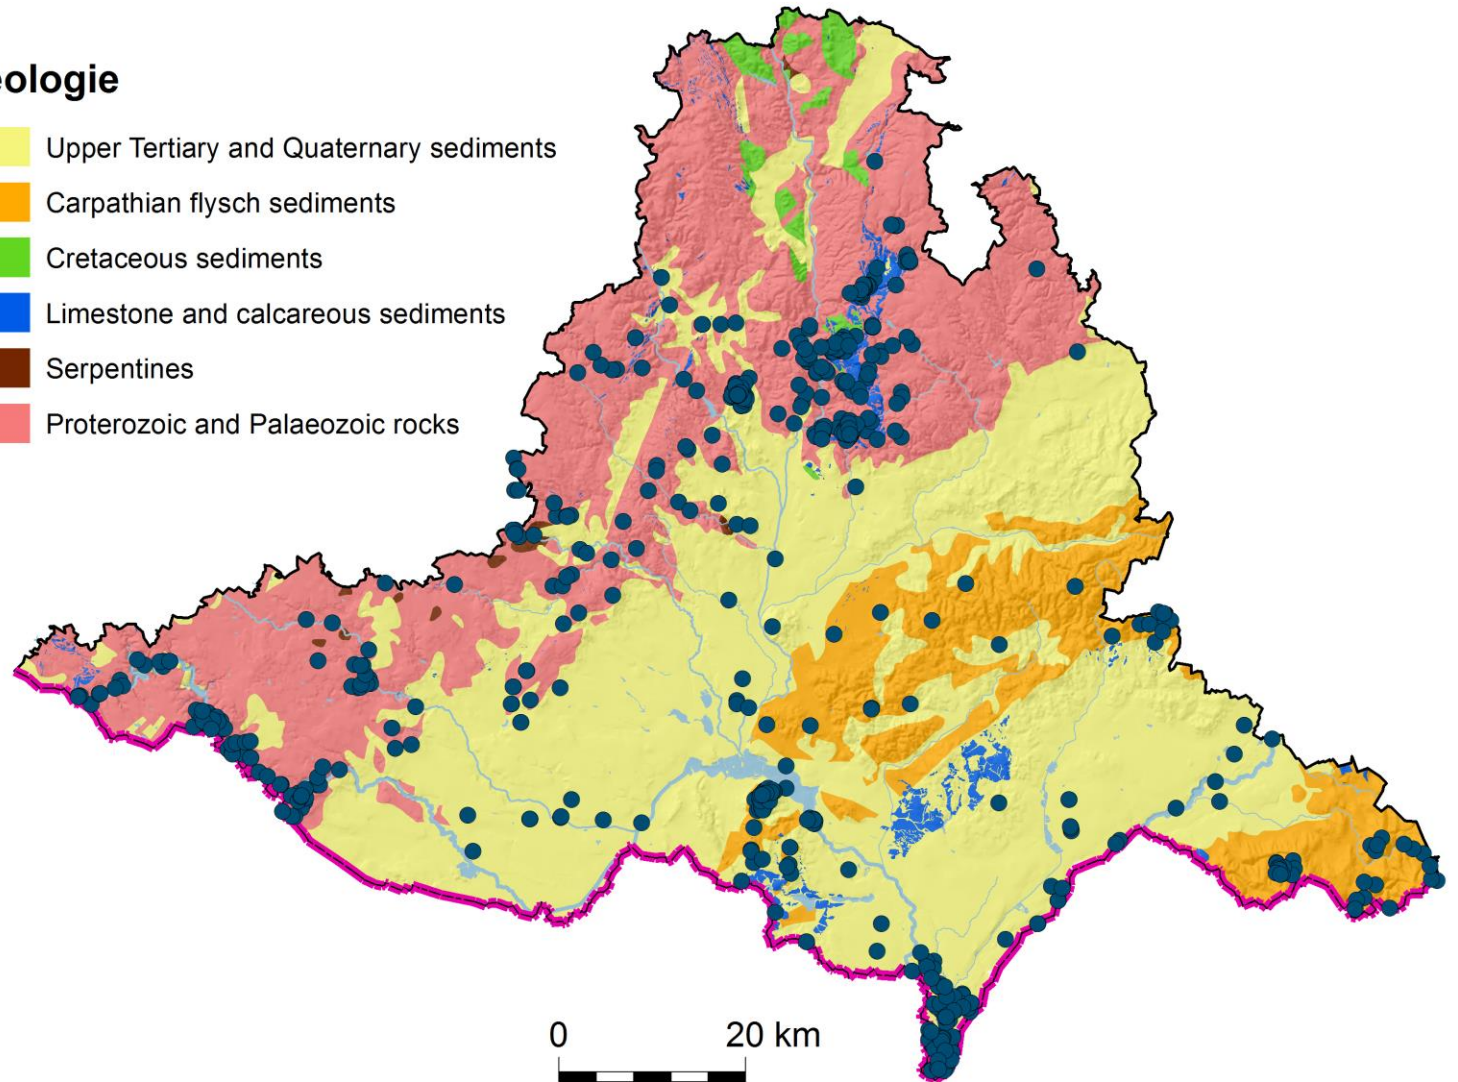 eologie
Upper Tertiary and Quaternary sediments
Carpathian flysch sediments
Cretaceous sediments
Limestone and calcareous sediments
Serpentines
Proterozoic and Palaeozoic rocks
0 20 km